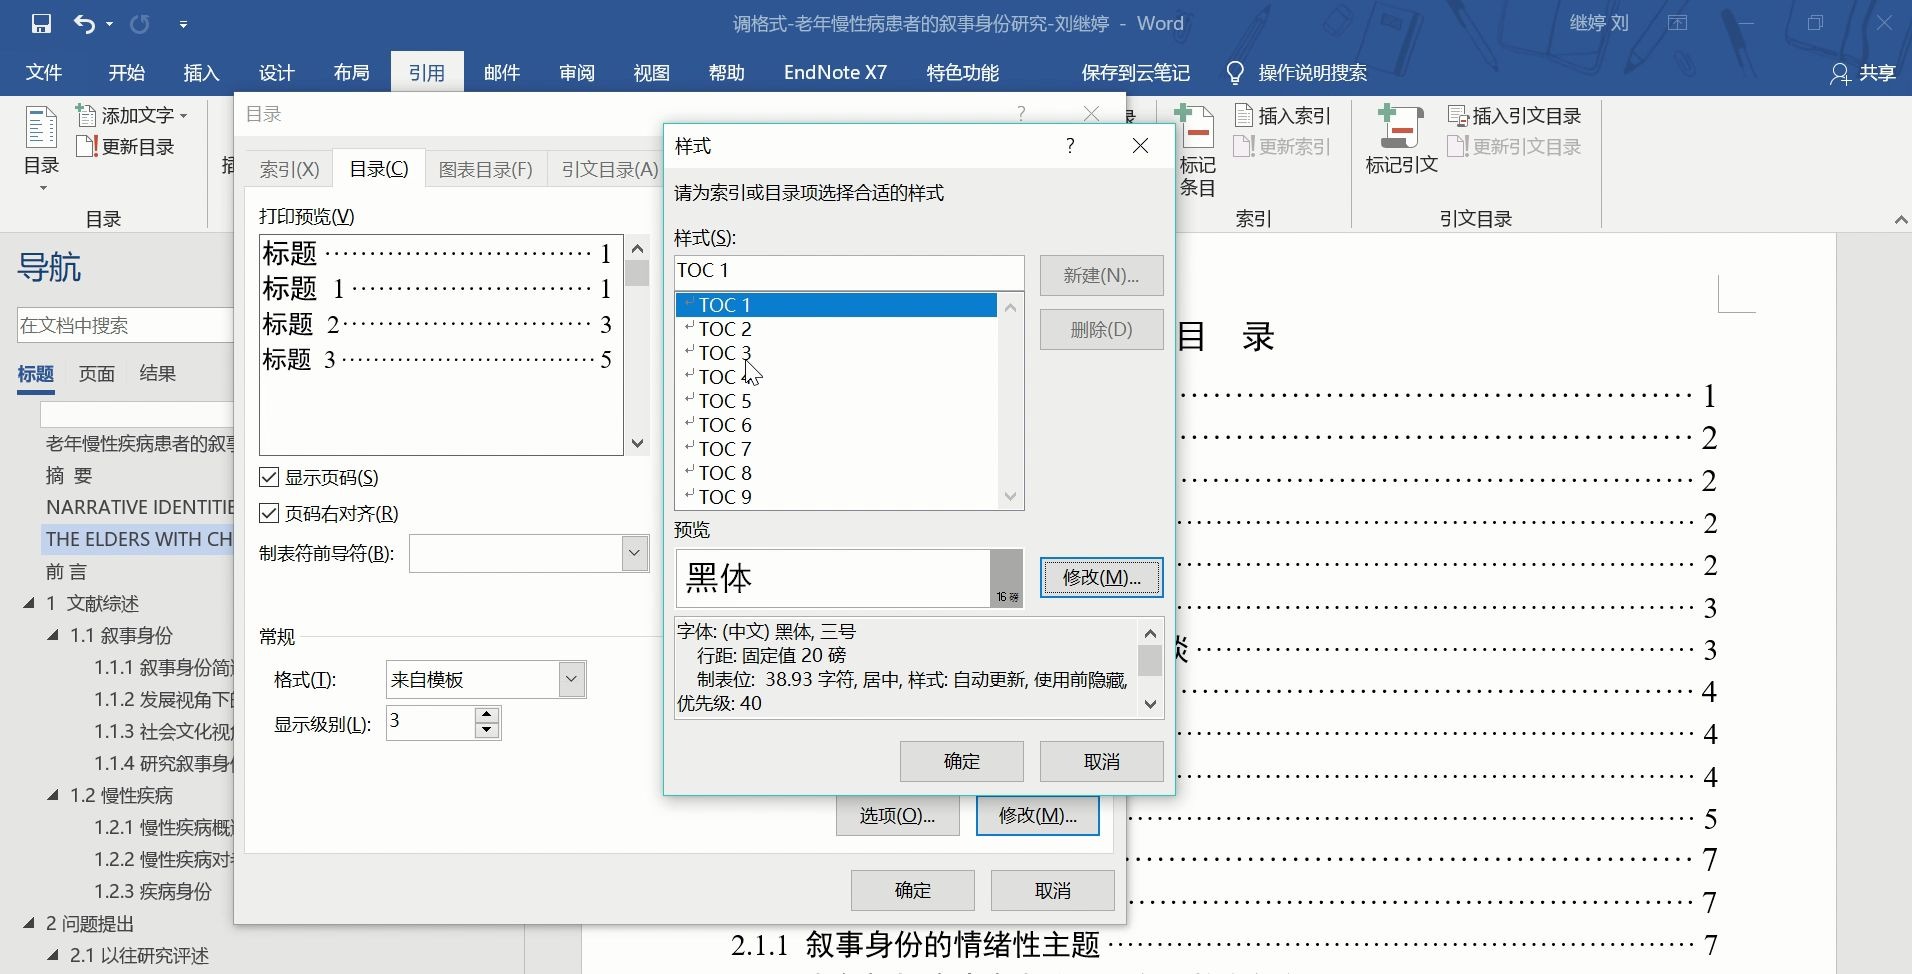 调格式-老年慢性病患者的叙事身份研究-刘继婷 - Word
继婷 刘
文件 开始 插入 设计 布局 引用 邮件 审阅 视图 帮助 EndNote X7 特色功能 保存到云笔记 操作说明搜索 共享
目录
添加文字
更新目录
目录
标记
条目
插入索引
更新索引
索引
标记引文
插入引文目录
更新引文目录
引文目录
导航
在文档中搜索
标题 页面 结果
老年慢性疾病患者的叙事
摘 要
NARRATIVE IDENTITIE
THE ELDERS WITH CH
前 言
1 文献综述
1.1 叙事身份
1.1.1 叙事身份简
1.1.2 发展视角下
1.1.3 社会文化视
1.1.4 研究叙事身
1.2 慢性疾病
1.2.1 慢性疾病概
1.2.2 慢性疾病对
1.2.3 疾病身份
2 问题提出
2.1 以往研究评述
目录
?
索引(X) 目录(C) 图表目录(F) 引文目录(A)
打印预览(V)
标题 ······························ 1
标题 1 ··························· 1
标题 2 ··························· 3
标题 3 ··························· 5
显示页码(S)
页码右对齐(R)
制表符前导符(B):
常规
格式(T): 来自模板
显示级别(L): 3
选项(O)... 修改(M)...
确定 取消
样式
?
请为索引或目录项选择合适的样式
样式(S):
TOC 1
TOC 1
TOC 2
TOC 3
TOC 4
TOC 5
TOC 6
TOC 7
TOC 8
TOC 9
新建(N)...
删除(D)
预览
黑体
16 磅
修改(M)...
字体: (中文) 黑体, 三号
行距: 固定值 20 磅
制表位: 38.93 字符, 居中, 样式: 自动更新, 使用前隐藏,
优先级: 40
确定 取消
目 录
1
2
2
2
2
3
谈 3
4
4
4
5
7
7
2.1.1 叙事身份的情绪性主题 ······························ 7